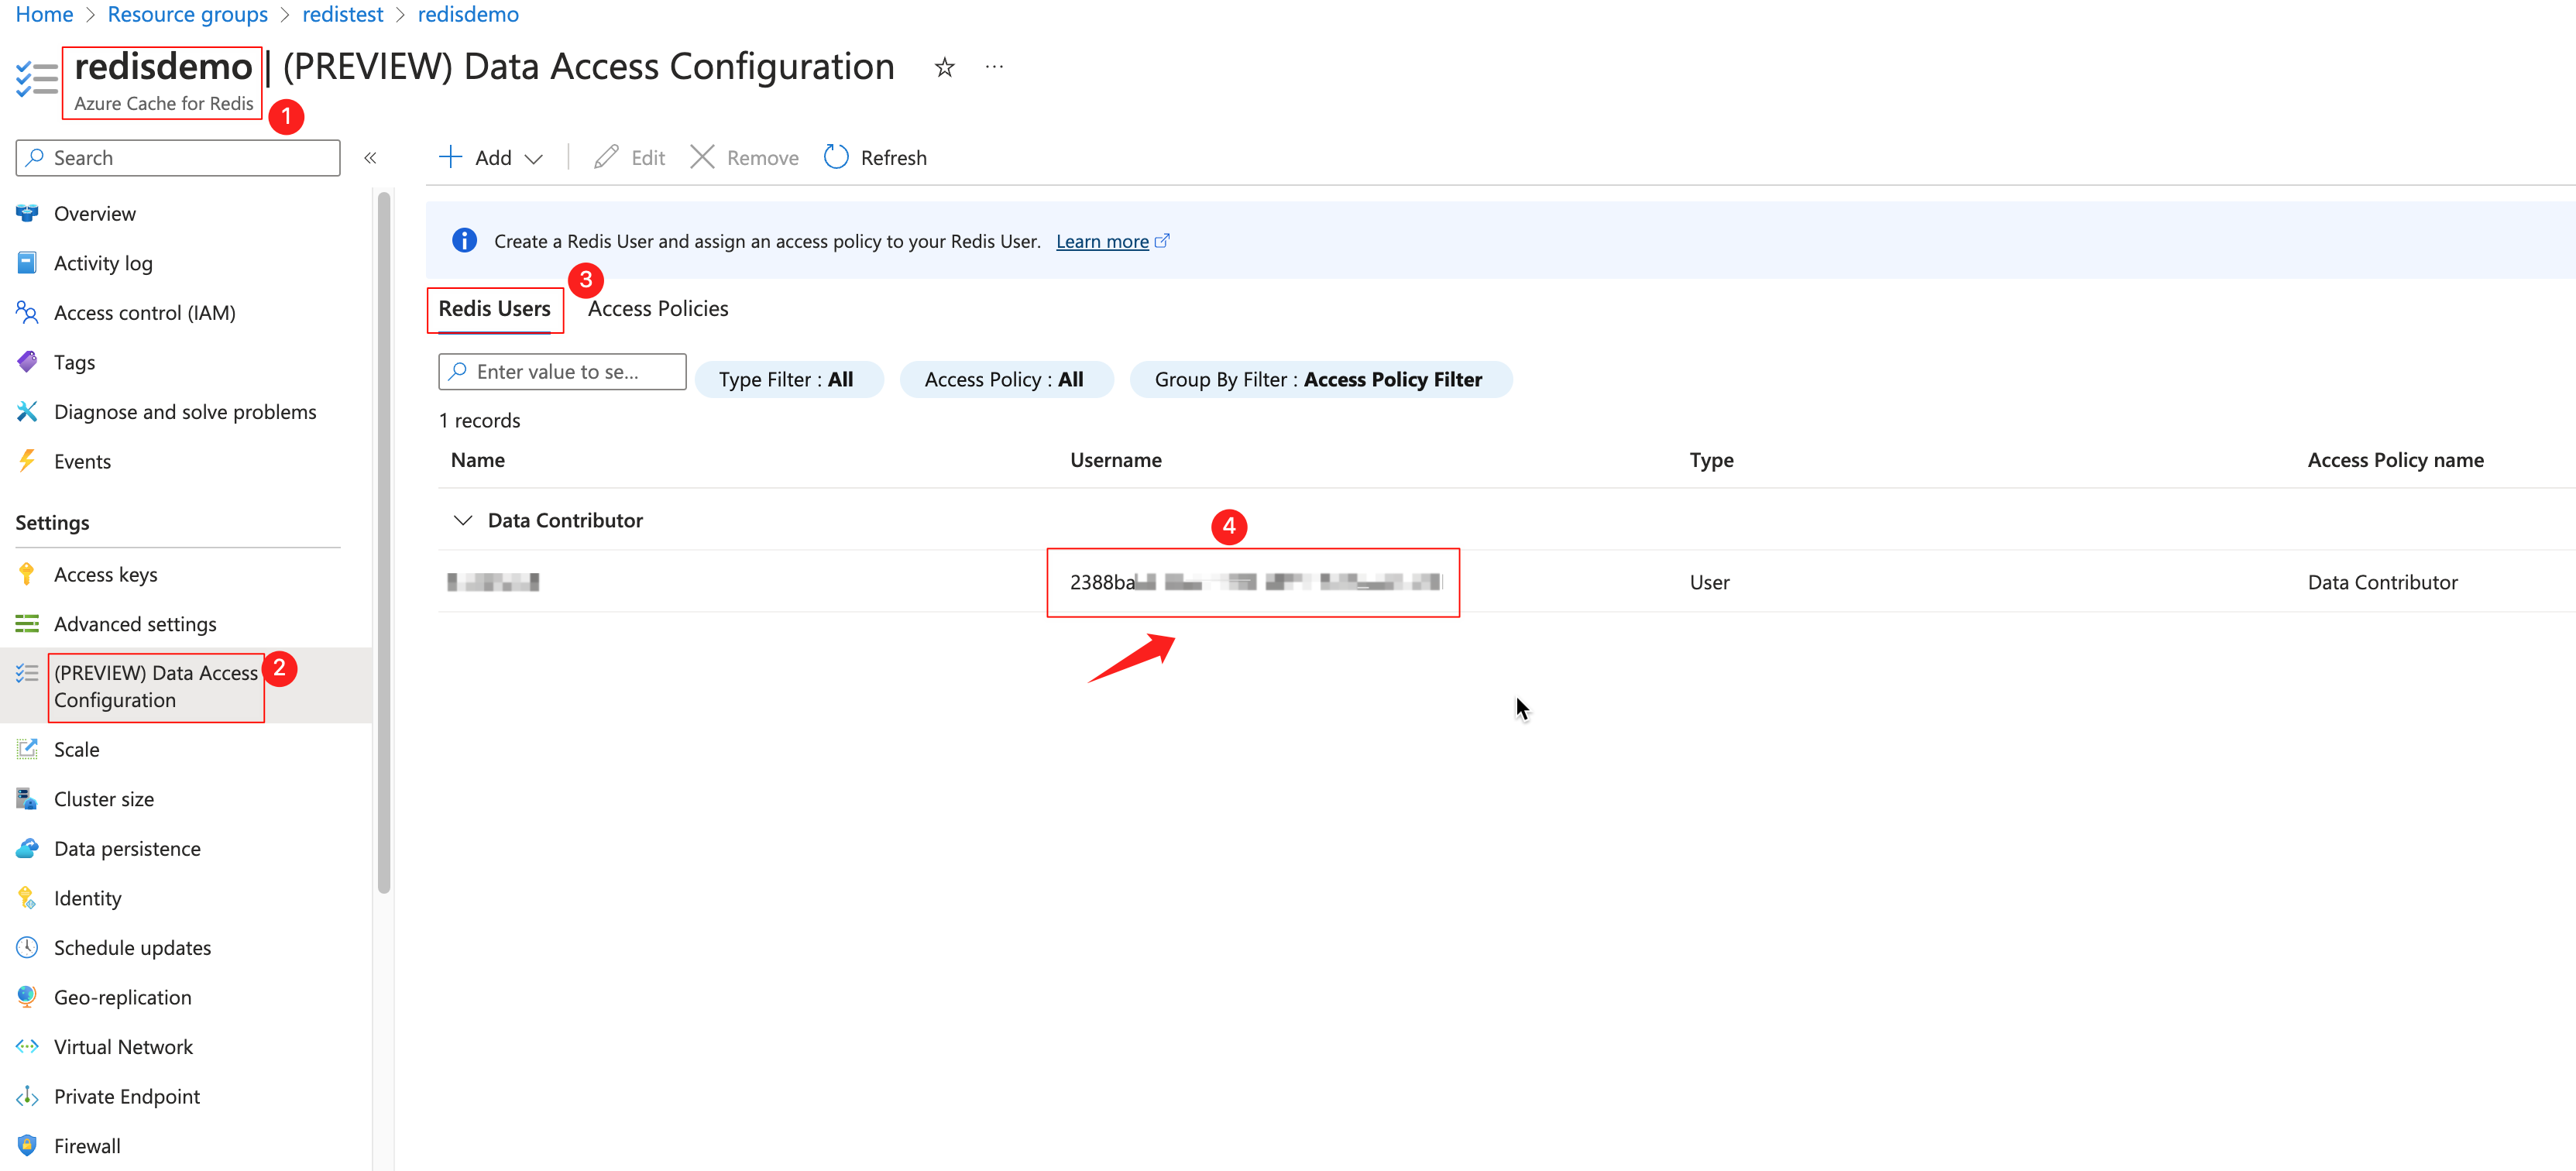 Home > Resource groups > redistest > redisdemo
redisdemo | (PREVIEW) Data Access Configuration ☆ ...
Azure Cache for Redis
1
Search «
Add Edit Remove Refresh
Overview
Activity log
Access control (IAM)
Tags
Diagnose and solve problems
Events
Settings
Access keys
Advanced settings
(PREVIEW) Data Access
Configuration
2
Scale
Cluster size
Data persistence
Identity
Schedule updates
Geo-replication
Virtual Network
Private Endpoint
Firewall
Create a Redis User and assign an access policy to your Redis User. Learn more
3
Redis Users Access Policies
Enter value to se... Type Filter : All Access Policy : All Group By Filter : Access Policy Filter
1 records
Name Username Type Access Policy name
Data Contributor
4
2388ba User Data Contributor